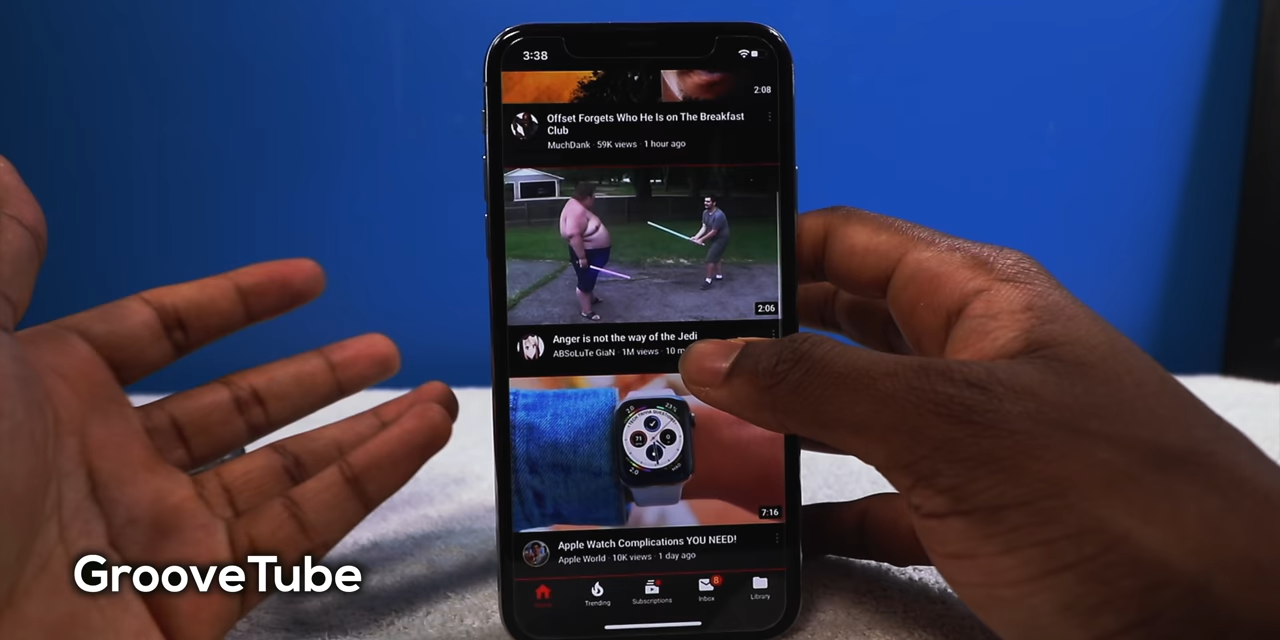 3:38
2:08
Offset Forgets Who He Is on The Breakfast
Club
MuchDank · 59K views · 1 hour ago
2:06
Anger is not the way of the Jedi
ABSoLuTe GiaN · 1M views · 10
7:16
Apple Watch Complications YOU NEED!
Apple World · 10K views · 1 day ago
Home
Trending
Subscriptions
Inbox
8
Library
GrooveTube